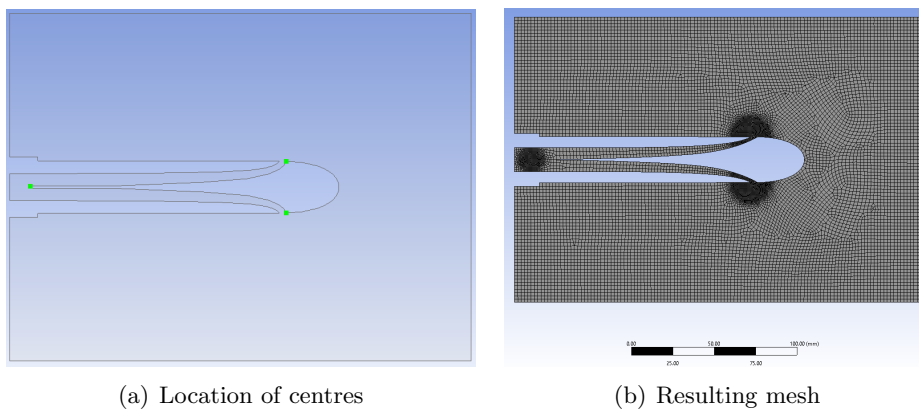 0.00 50.00 100.00 (mm)
25.00 75.00
(a) Location of centres
(b) Resulting mesh